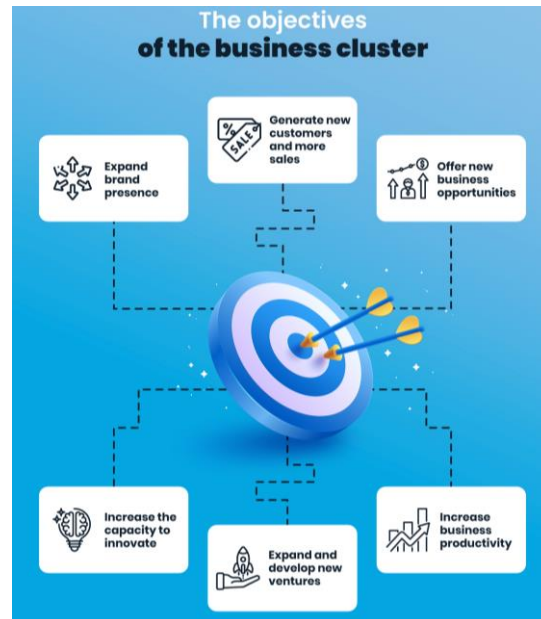 The objectives
of the business cluster
% SALE
Generate new
customers
and more
sales
Expand
brand
presence
$
Offer new
business
opportunities
Increase the
capacity to
innovate
Expand and
develop new
ventures
Increase
business
productivity